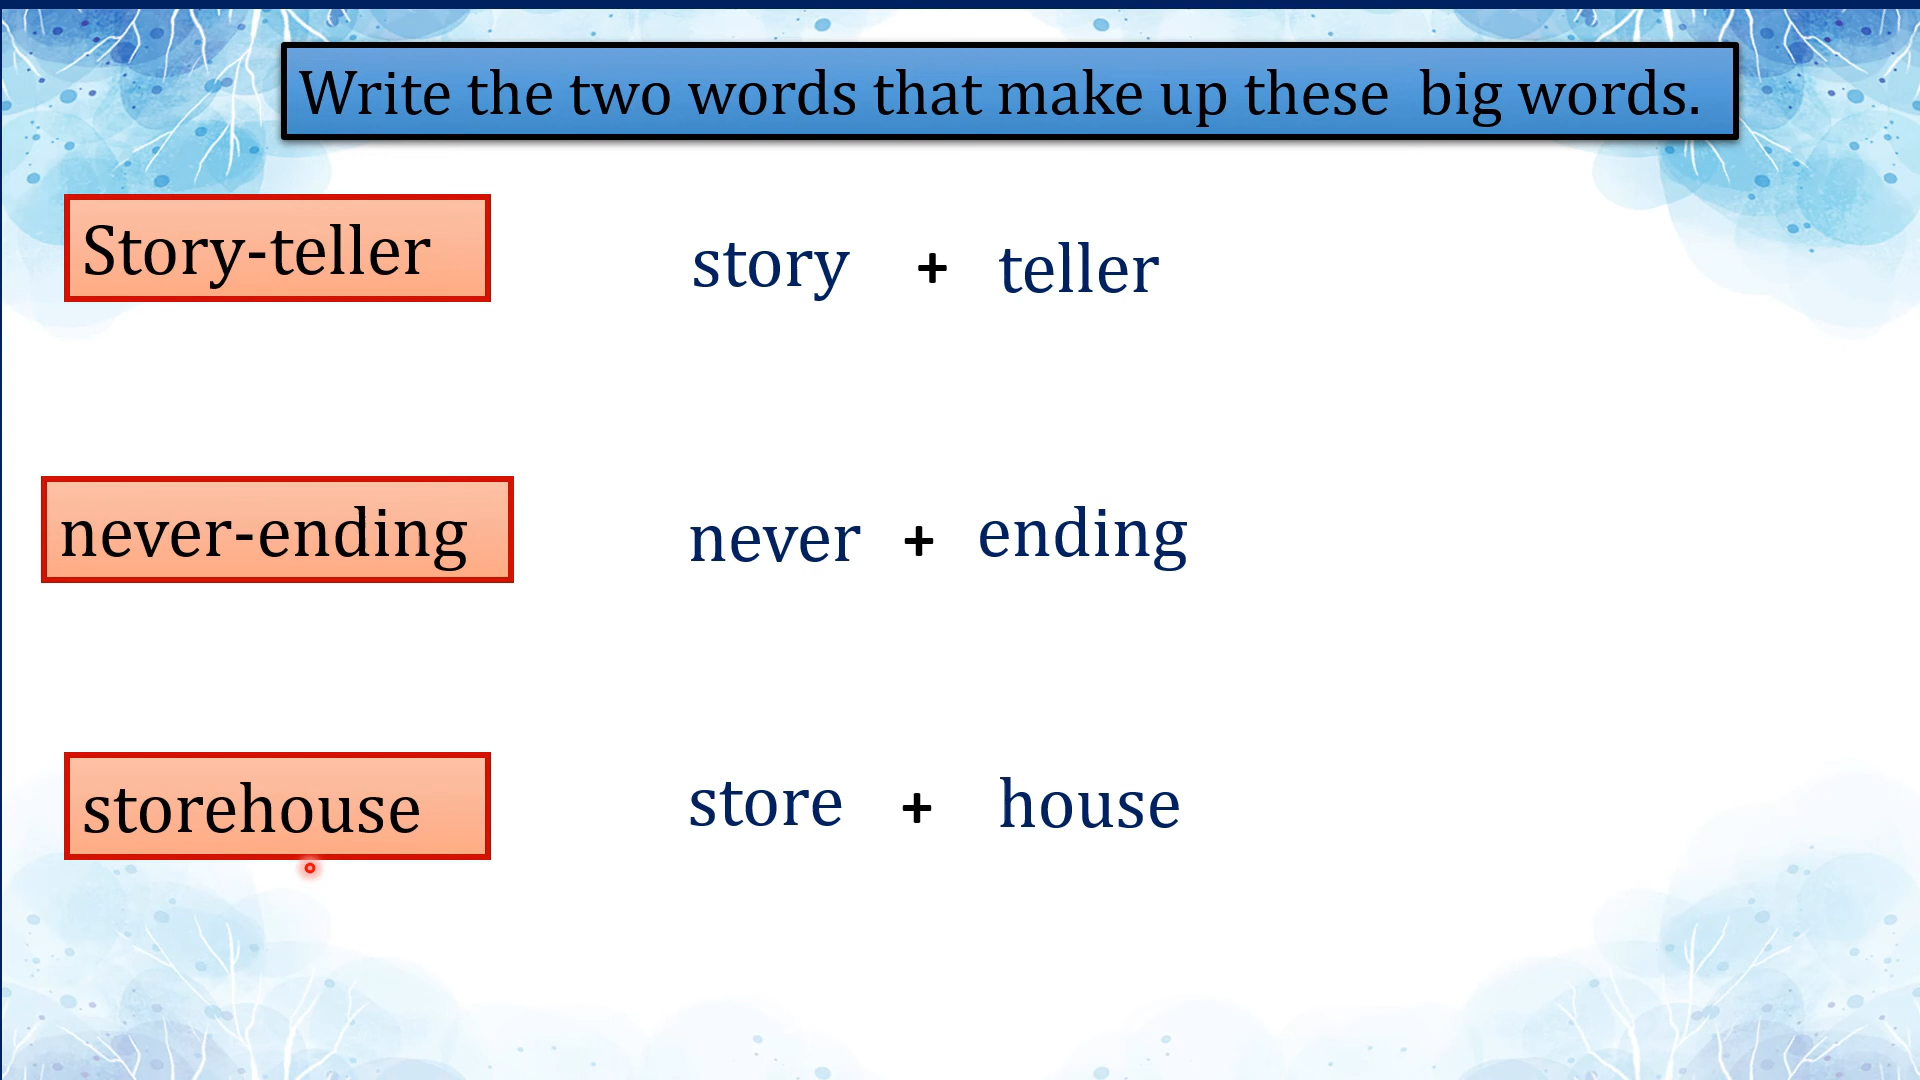 Write the two words that make up these big words.
Story-teller story + teller
never-ending never + ending
storehouse store + house